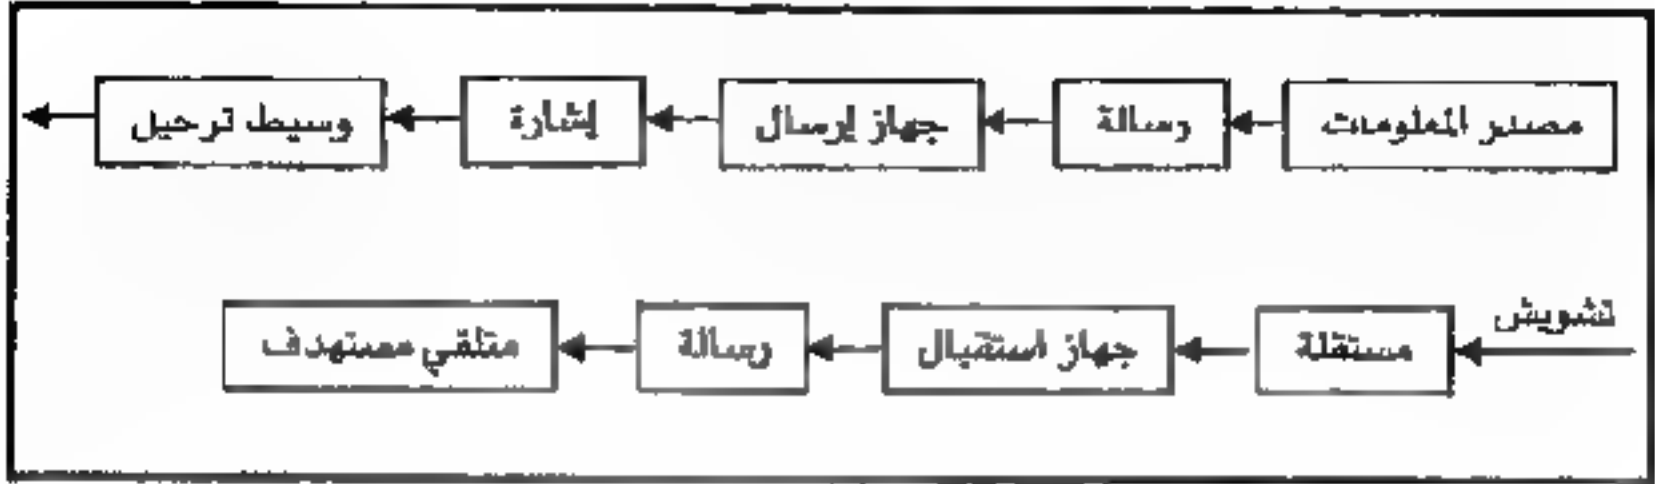 مصدر المعلومات رسالة جهاز إرسال إشارة وسيط ترحيل
تشويش
مستقلة جهاز استقبال رسالة متلقي مستهدف